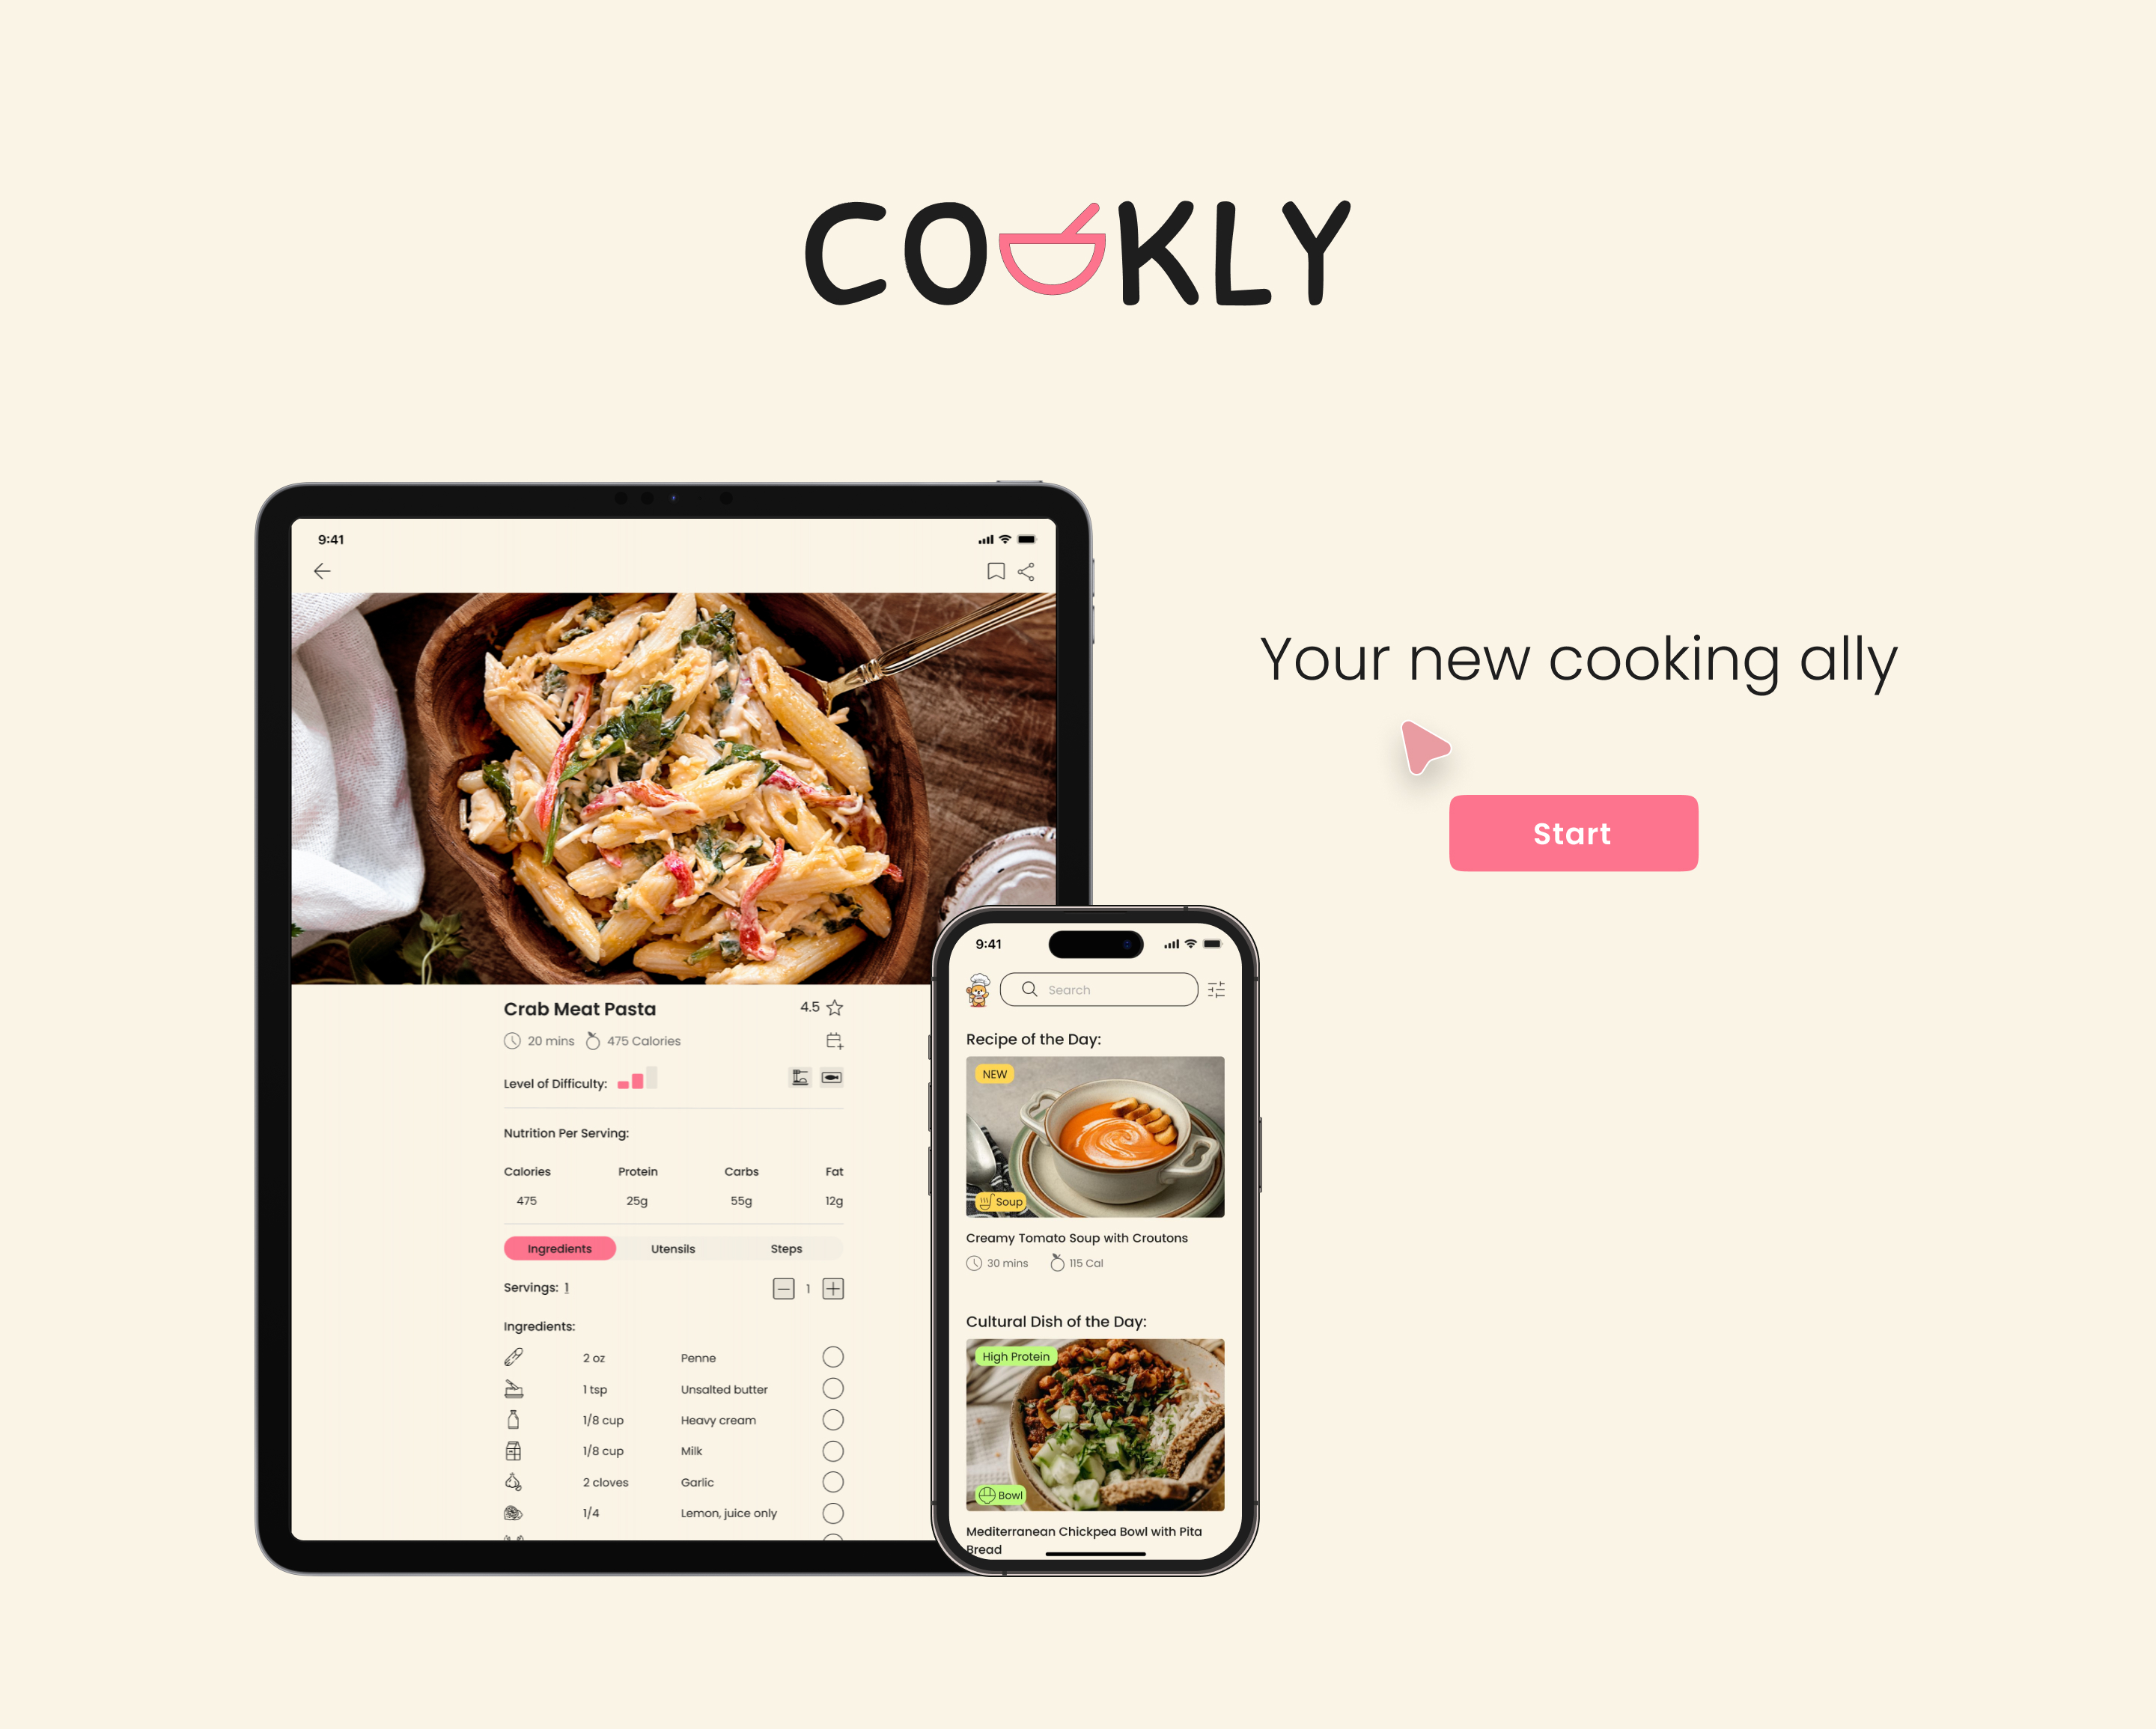 COOKLY
Your new cooking ally
Start
9:41
Crab Meat Pasta
4.5
20 mins 475 Calories
Level of Difficulty:
Nutrition Per Serving:
Calories Protein Carbs Fat
475 25g 55g 12g
Ingredients Utensils Steps
Servings: 1 1
Ingredients:
2 oz Penne
1 tsp Unsalted butter
1/8 cup Heavy cream
1/8 cup Milk
2 cloves Garlic
1/4 Lemon, juice only
9:41
Search
Recipe of the Day:
NEW
Soup
Creamy Tomato Soup with Croutons
30 mins 115 Cal
Cultural Dish of the Day:
High Protein
Bowl
Mediterranean Chickpea Bowl with Pita
Bread